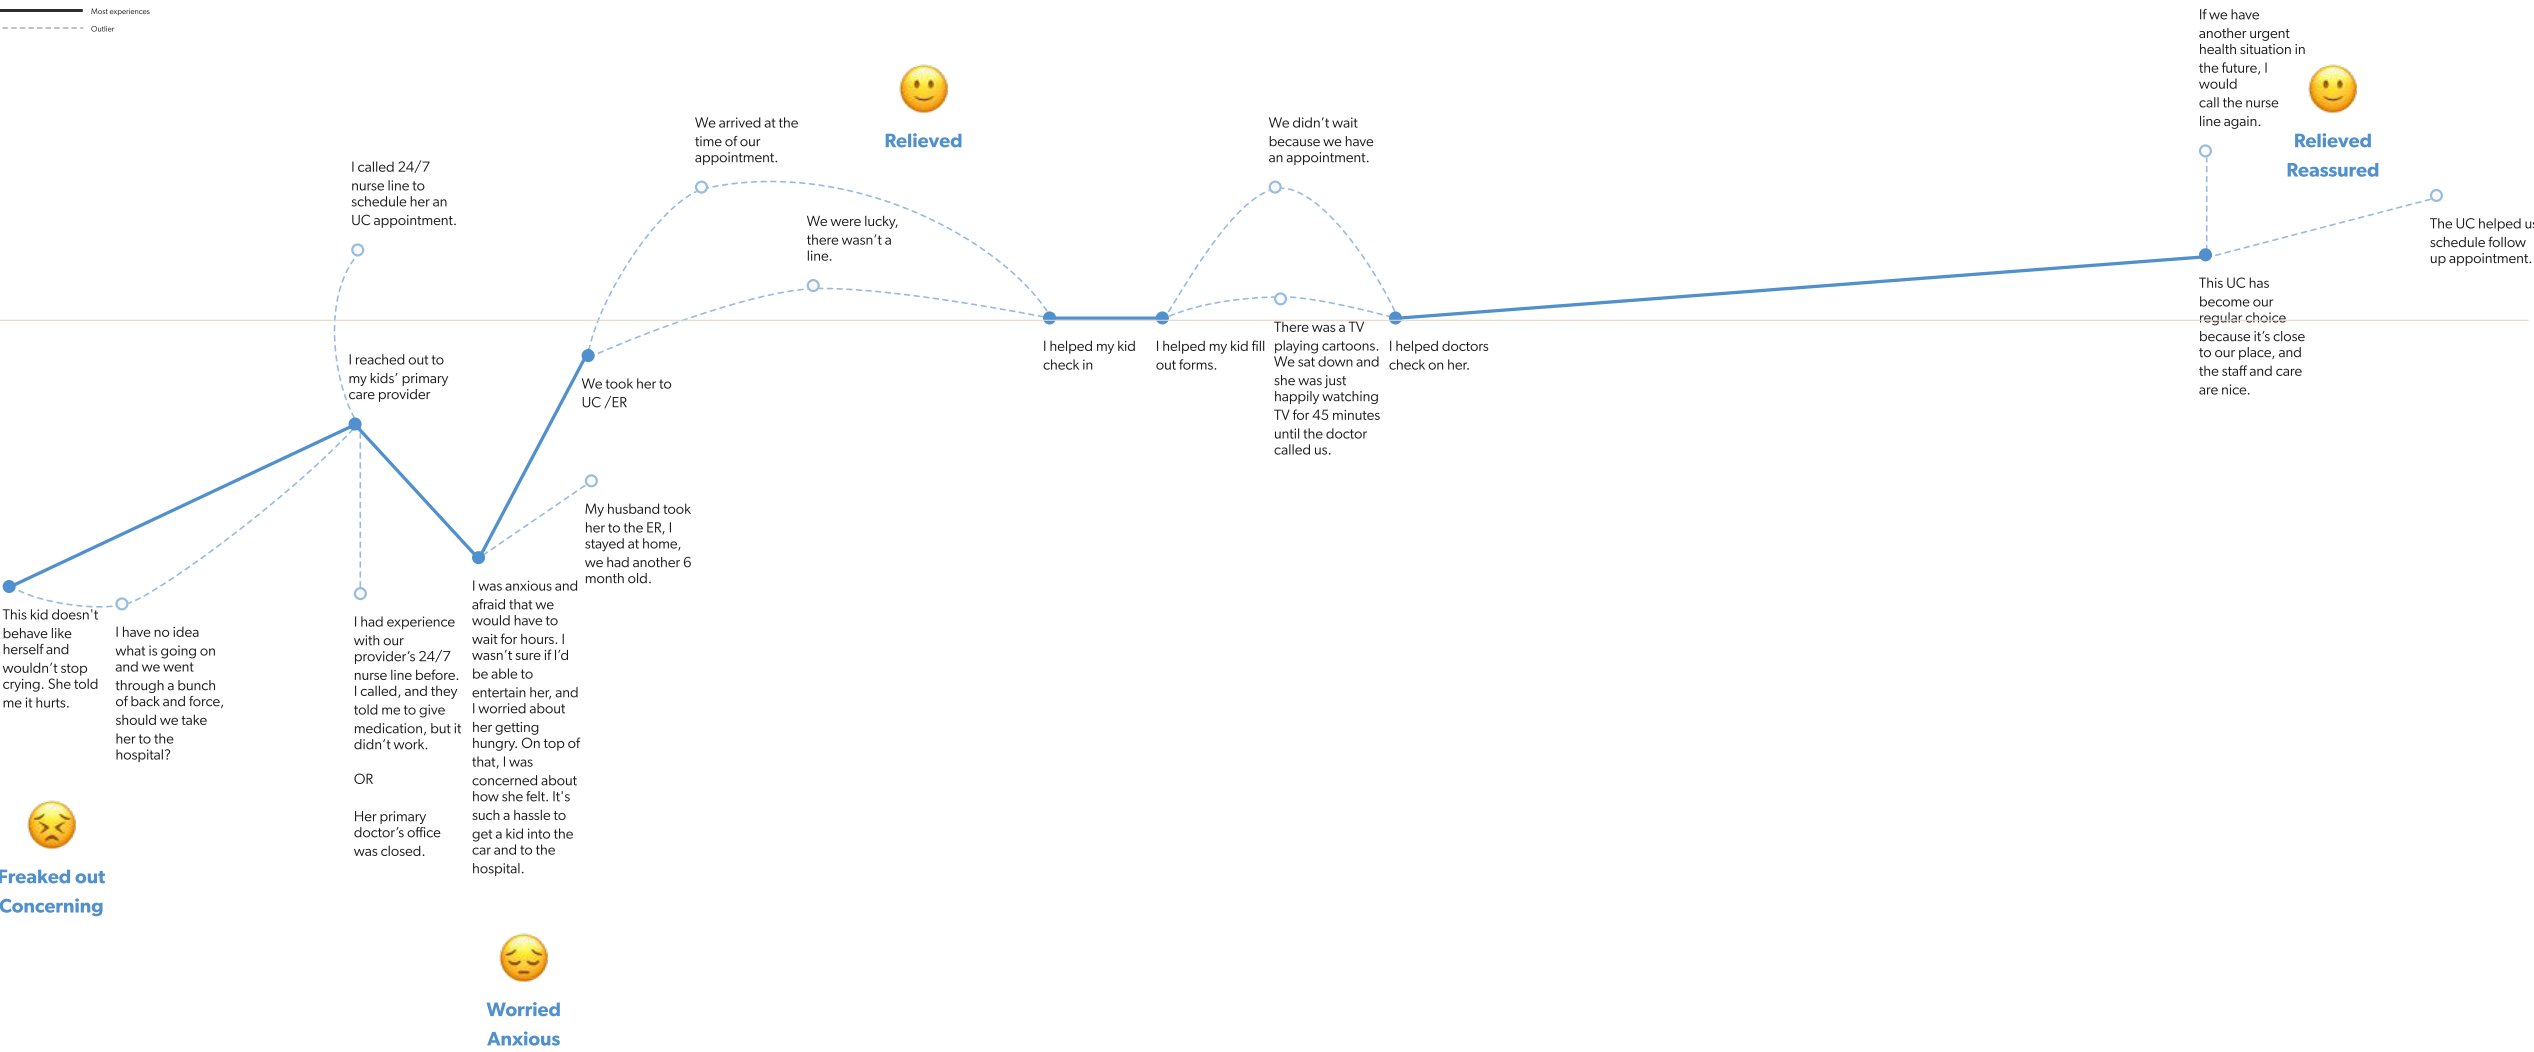 Most experiences
Outlier
This kid doesn't
behave like
herself and
wouldn't stop
crying. She told
me it hurts.
Freaked out
Concerning
I have no idea
what is going on
and we went
through a bunch
of back and force,
should we take
her to the
hospital?
I called 24/7
nurse line to
schedule her an
UC appointment.
I reached out to
my kids' primary
care provider
I had experience
with our
provider's 24/7
nurse line before.
I called, and they
told me to give
medication, but it
didn't work.
OR
Her primary
doctor's office
was closed.
I was anxious and
afraid that we
would have to
wait for hours. I
wasn't sure if I'd
be able to
entertain her, and
I worried about
her getting
hungry. On top of
that, I was
concerned about
how she felt. It's
such a hassle to
get a kid into the
car and to the
hospital.
Worried
Anxious
We took her to
UC /ER
My husband took
her to the ER, I
stayed at home,
we had another 6
month old.
We arrived at the
time of our
appointment.
We were lucky,
there wasn't a
line.
Relieved
I helped my kid
check in
I helped my kid fill
out forms.
We didn't wait
because we have
an appointment.
There was a TV
playing cartoons.
We sat down and
she was just
happily watching
TV for 45 minutes
until the doctor
called us.
I helped doctors
check on her.
If we have
another urgent
health situation in
the future, I
would
call the nurse
line again.
Relieved
Reassured
This UC has
become our
regular choice
because it's close
to our place, and
the staff and care
are nice.
The UC helped us
schedule follow
up appointment.